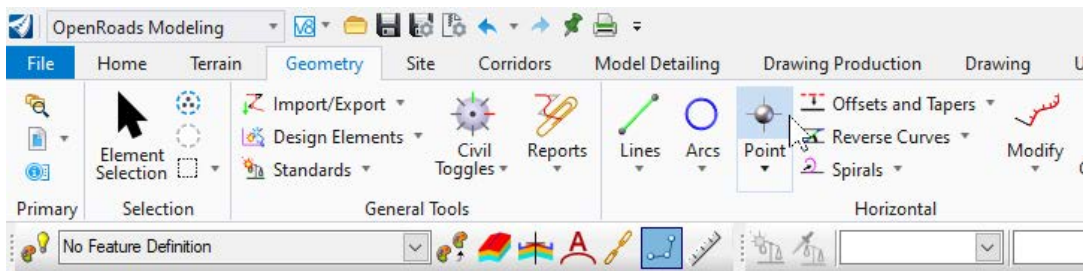 OpenRoads Modeling
File Home Terrain Geometry Site Corridors Model Detailing Drawing Production Drawing U
Import/Export
Design Elements
Standards
Element
Selection
Civil
Toggles
Reports
Lines
Arcs
Point
Offsets and Tapers
Reverse Curves
Spirals
Modify
Primary Selection General Tools Horizontal
No Feature Definition